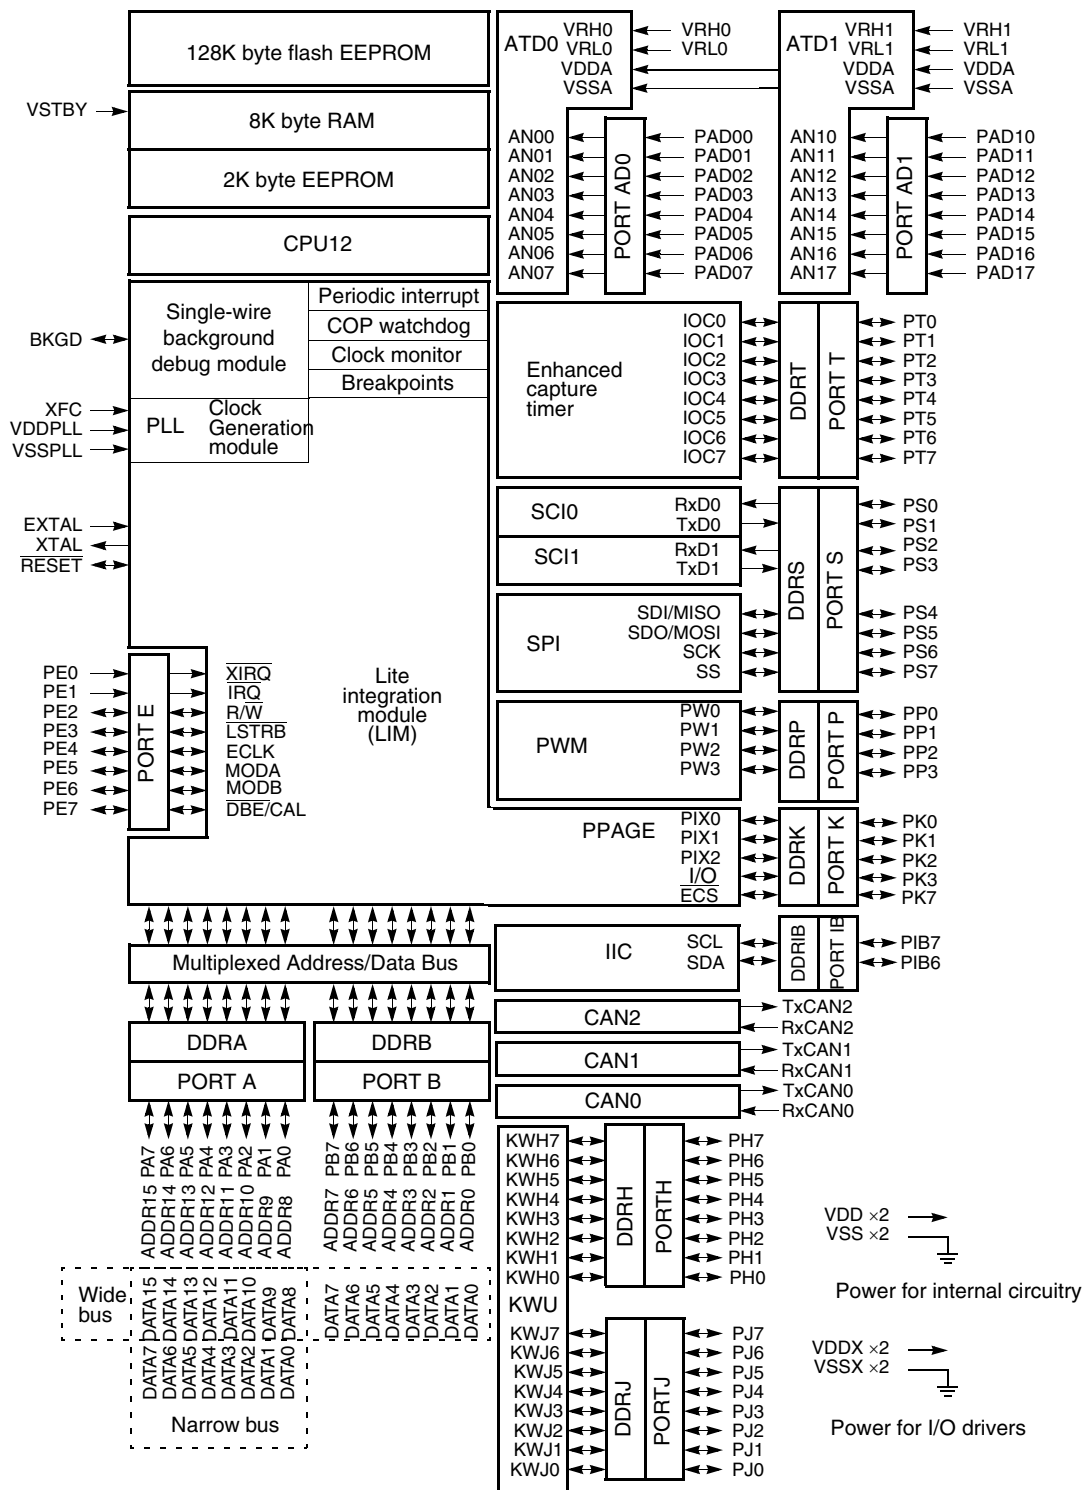 128K byte flash EEPROM
VSTBY
8K byte RAM
2K byte EEPROM
CPU12
Single-wire
background
debug module
Periodic interrupt
COP watchdog
Clock monitor
Breakpoints
BKGD
XFC
VDDPLL
VSSPLL
PLL
Clock
Generation
module
EXTAL
XTAL
RESET
PE0
PE1
PE2
PE3
PE4
PE5
PE6
PE7
PORT E
XIRQ
IRQ
R/W
LSTRB
ECLK
MODA
MODB
DBE/CAL
Lite
integration
module
(LIM)
ATD0
VRH0
VRL0
VDDA
VSSA
VRH0
VRL0
AN00
AN01
AN02
AN03
AN04
AN05
AN06
AN07
PORT AD0
PAD00
PAD01
PAD02
PAD03
PAD04
PAD05
PAD06
PAD07
ATD1
VRH1
VRL1
VDDA
VSSA
VRH1
VRL1
VDDA
VSSA
AN10
AN11
AN12
AN13
AN14
AN15
AN16
AN17
PORT AD1
PAD10
PAD11
PAD12
PAD13
PAD14
PAD15
PAD16
PAD17
Enhanced
capture
timer
IOC0
IOC1
IOC2
IOC3
IOC4
IOC5
IOC6
IOC7
DDRT
PORT T
PT0
PT1
PT2
PT3
PT4
PT5
PT6
PT7
SCI0
RxD0
TxD0
SCI1
RxD1
TxD1
SPI
SDI/MISO
SDO/MOSI
SCK
SS
DDRS
PORT S
PS0
PS1
PS2
PS3
PS4
PS5
PS6
PS7
PWM
PW0
PW1
PW2
PW3
DDRP
PORT P
PP0
PP1
PP2
PP3
PPAGE
PIX0
PIX1
PIX2
I/O
ECS
DDRK
PORT K
PK0
PK1
PK2
PK3
PK7
IIC
SCL
SDA
DDRIB
PORT IB
PIB7
PIB6
CAN2
TxCAN2
RxCAN2
CAN1
TxCAN1
RxCAN1
CAN0
TxCAN0
RxCAN0
Multiplexed Address/Data Bus
DDRA
PORT A
DDRB
PORT B
PA7
PA6
PA5
PA4
PA3
PA2
PA1
PA0
PB7
PB6
PB5
PB4
PB3
PB2
PB1
PB0
ADDR15
ADDR14
ADDR13
ADDR12
ADDR11
ADDR10
ADDR9
ADDR8
ADDR7
ADDR6
ADDR5
ADDR4
ADDR3
ADDR2
ADDR1
ADDR0
Wide
bus
DATA15
DATA14
DATA13
DATA12
DATA11
DATA10
DATA9
DATA8
DATA7
DATA6
DATA5
DATA4
DATA3
DATA2
DATA1
DATA0
DATA7
DATA6
DATA5
DATA4
DATA3
DATA2
DATA1
DATA0
Narrow bus
KWH7
KWH6
KWH5
KWH4
KWH3
KWH2
KWH1
KWH0
DDRH
PORTH
PH7
PH6
PH5
PH4
PH3
PH2
PH1
PH0
KWU
KWJ7
KWJ6
KWJ5
KWJ4
KWJ3
KWJ2
KWJ1
KWJ0
DDRJ
PORTJ
PJ7
PJ6
PJ5
PJ4
PJ3
PJ2
PJ1
PJ0
VDD ×2
VSS ×2
Power for internal circuitry
VDDX ×2
VSSX ×2
Power for I/O drivers